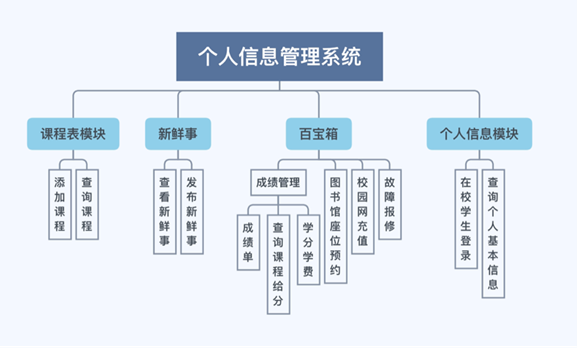 个人信息管理系统
课程表模块
新鲜事
百宝箱
个人信息模块
添加课程
查询课程
查看新鲜事
发布新鲜事
成绩管理
图书馆座位预约
校园网充值
故障报修
在校学生登录
查询个人基本信息
成绩单
查询课程给分
学分学费